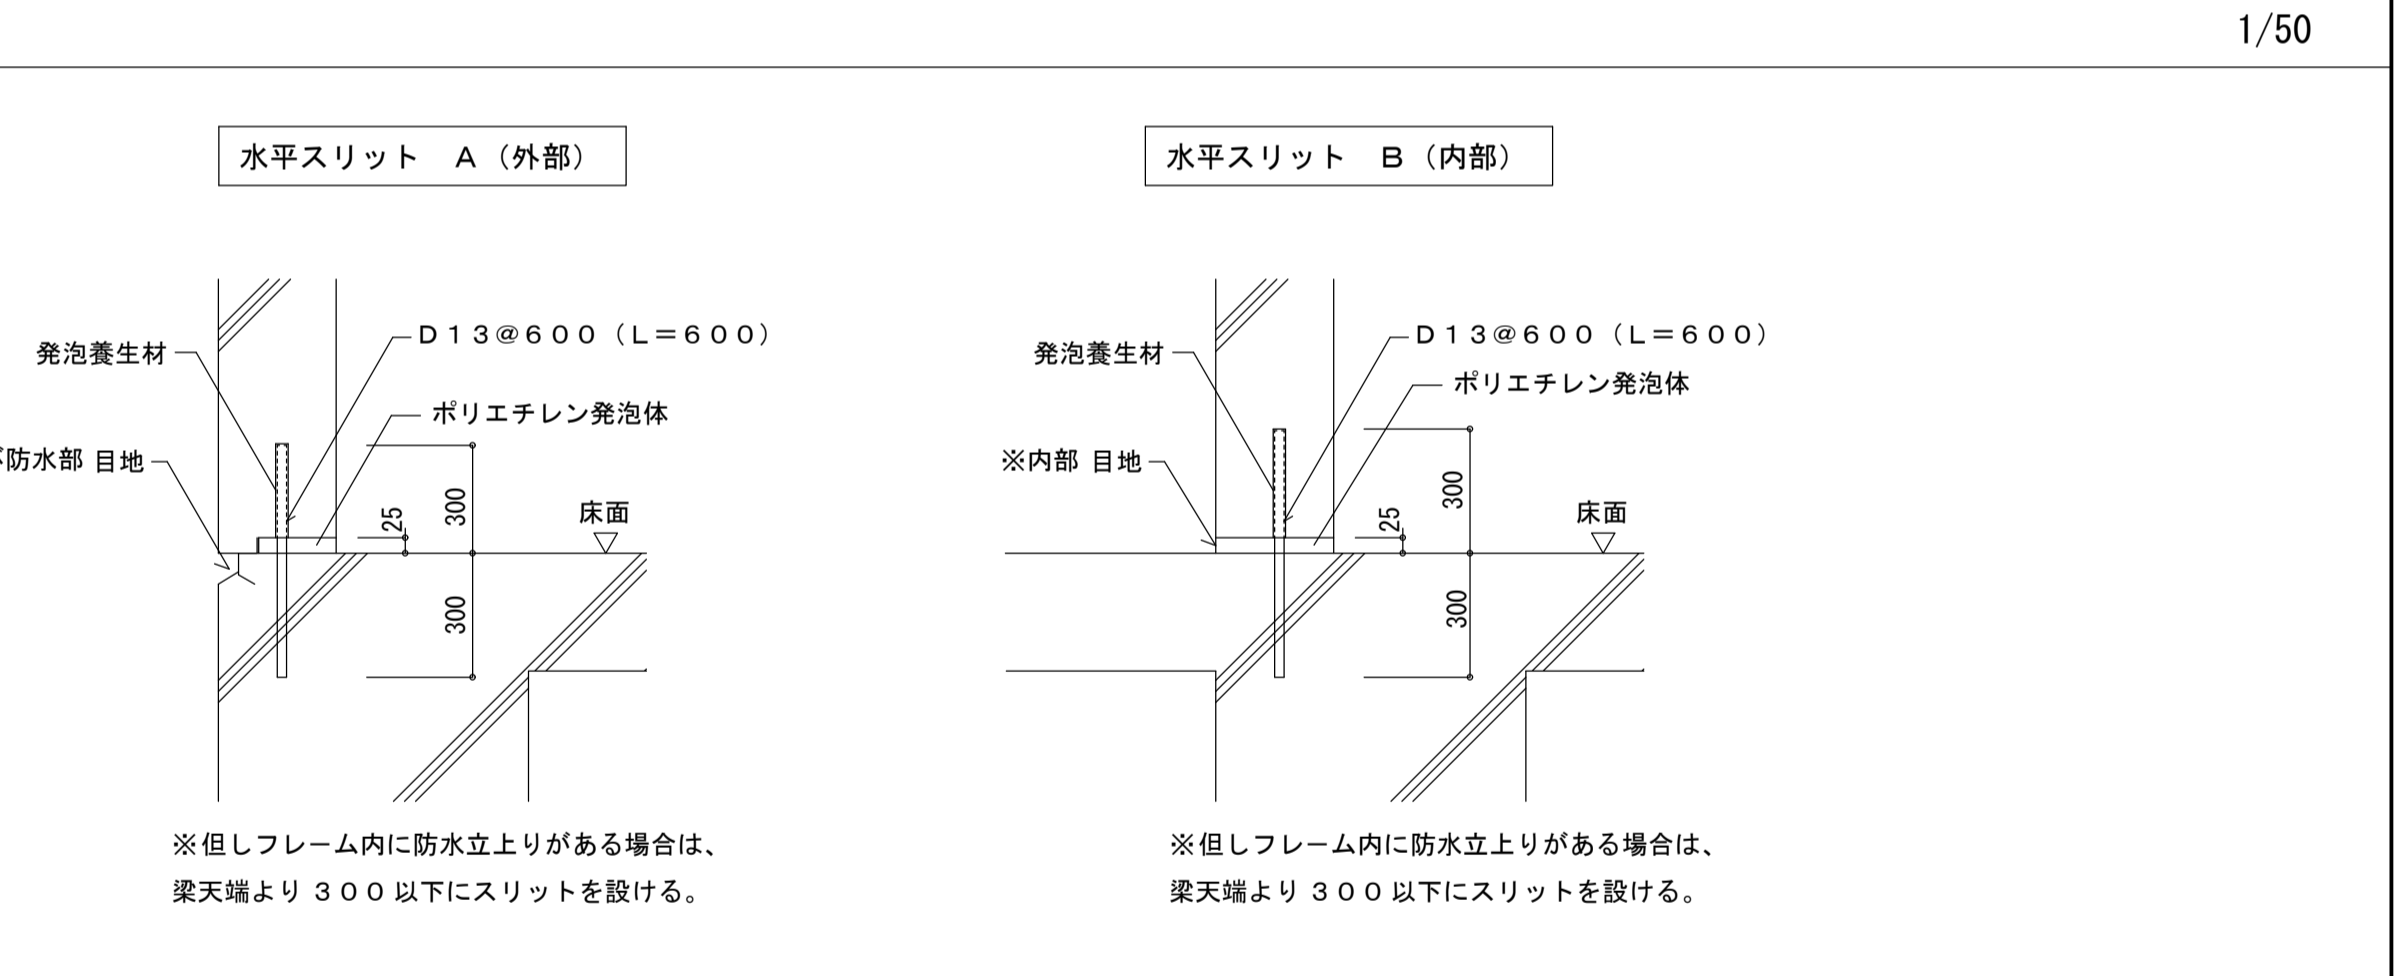 1/50
水平スリット　A（外部）
発泡養生材
D13@600（L=600）
ポリエチレン発泡体
防水部 目地
25
300
300
床面
※但しフレーム内に防水立上りがある場合は、
梁天端より300以下にスリットを設ける。
水平スリット　B（内部）
発泡養生材
D13@600（L=600）
ポリエチレン発泡体
※内部 目地
25
300
300
床面
※但しフレーム内に防水立上りがある場合は、
梁天端より300以下にスリットを設ける。